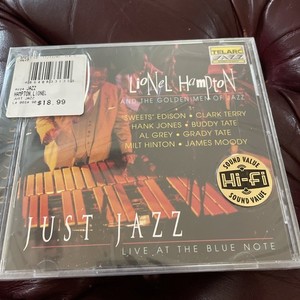 JAZZ
HAMPTON, LIONEL
JUST JAZZ
$18.99
TELARC
JAZZ
LIONEL HAMPTON
AND THE GOLDEN MEN OF JAZZ
"SWEETS" EDISON • CLARK TERRY
HANK JONES • BUDDY TATE
AL GREY • GRADY TATE
MILT HINTON • JAMES MOODY
SOUND VALUE
Hi-Fi
SOUND VALUE
JUST JAZZ
LIVE AT THE BLUE NOTE